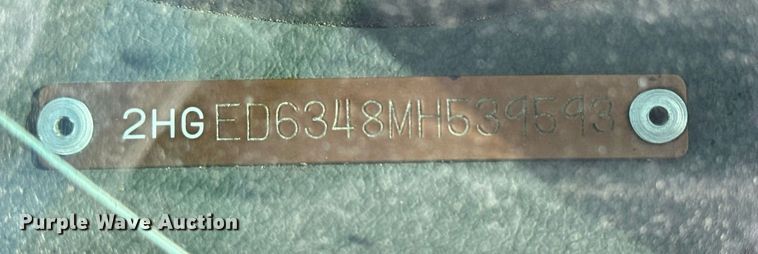 2HGED6348MH539593
Purple Wave Auction